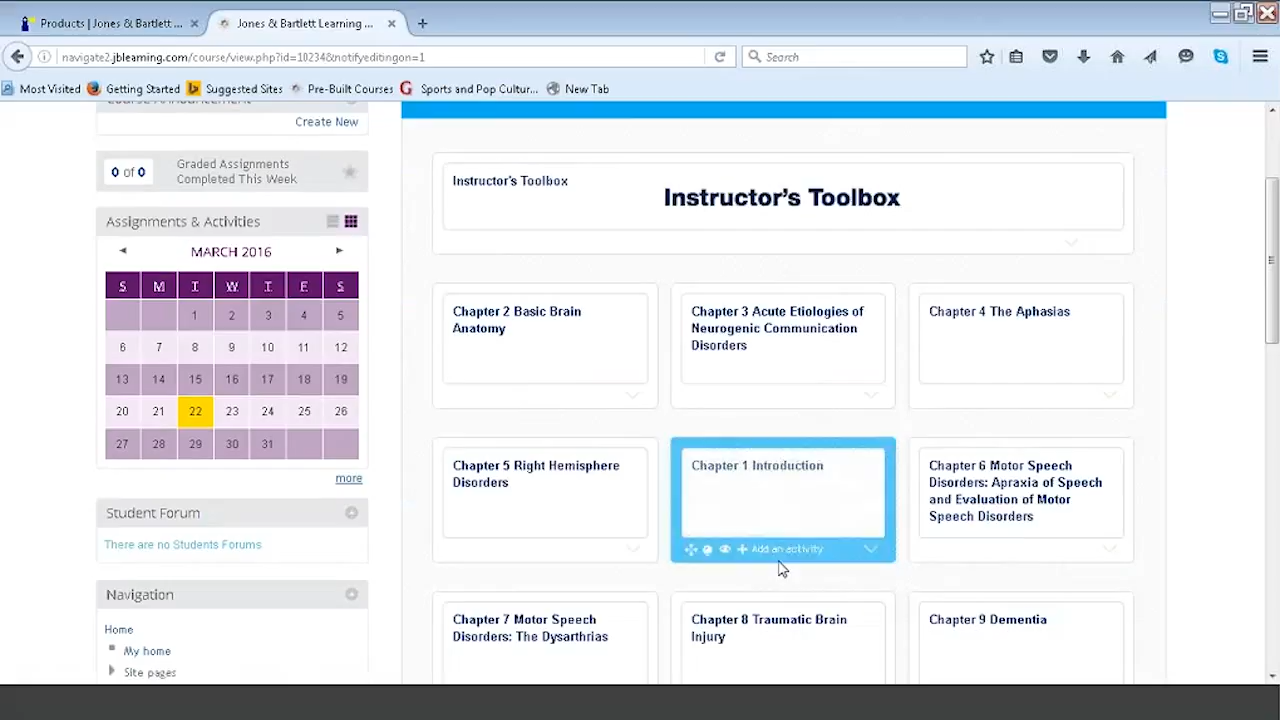 Products | Jones & Bartlett ...
Jones & Bartlett Learning ...
navigate2.jblearning.com/course/view.php?id=10234&notifyeditingon=1
Search
Most Visited
Getting Started
Suggested Sites
Pre-Built Courses
Sports and Pop Cultur...
New Tab
Create New
0 of 0
Graded Assignments
Completed This Week
Assignments & Activities
MARCH 2016
S M T W T F S
1 2 3 4 5
6 7 8 9 10 11 12
13 14 15 16 17 18 19
20 21 22 23 24 25 26
27 28 29 30 31
more
Student Forum
There are no Students Forums
Navigation
Home
My home
Site pages
Instructor's Toolbox
Instructor's Toolbox
Chapter 2 Basic Brain
Anatomy
Chapter 3 Acute Etiologies of
Neurogenic Communication
Disorders
Chapter 4 The Aphasias
Chapter 5 Right Hemisphere
Disorders
Chapter 1 Introduction
Add an activity
Chapter 6 Motor Speech
Disorders: Apraxia of Speech
and Evaluation of Motor
Speech Disorders
Chapter 7 Motor Speech
Disorders: The Dysarthrias
Chapter 8 Traumatic Brain
Injury
Chapter 9 Dementia